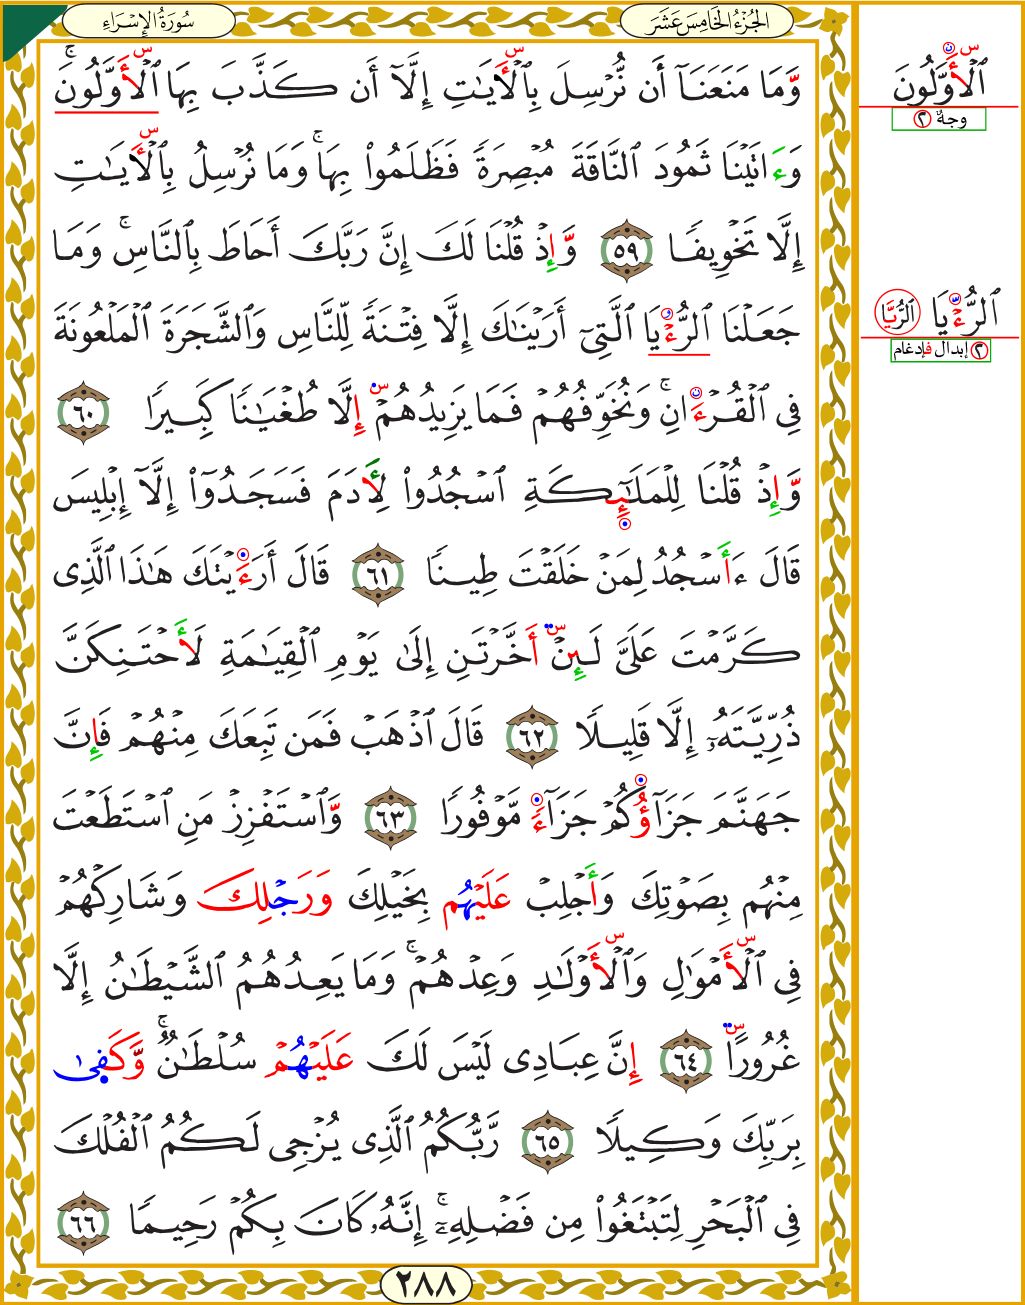 الجُزْءُ الخَامِسَ عَشَرَ
سُورَةُ الإِسْرَاءِ
وَّمَا مَنَعَنَآ أَن نُّرْسِلَ بِٱلْأَيَٰتِ إِلَّآ أَن كَذَّبَ بِهَا ٱلْأَوَّلُونَۚ
وَءَاتَيْنَا ثَمُودَ ٱلنَّاقَةَ مُبْصِرَةً فَظَلَمُوا۟ بِهَاۚ وَمَا نُرْسِلُ بِٱلْأَيَٰتِ
إِلَّا تَخْوِيفًا ٥٩ وَّإِذْ قُلْنَا لَكَ إِنَّ رَبَّكَ أَحَاطَ بِٱلنَّاسِۚ وَمَا
جَعَلْنَا ٱلرُّءْيَا ٱلَّتِىٓ أَرَيْنَٰكَ إِلَّا فِتْنَةً لِّلنَّاسِ وَٱلشَّجَرَةَ ٱلْمَلْعُونَةَ
فِى ٱلْقُرْءَانِۚ وَنُخَوِّفُهُمْ فَمَا يَزِيدُهُمْ إِلَّا طُغْيَٰنًا كَبِيرًا ٦٠
وَّإِذْ قُلْنَا لِلْمَلَٰٓئِكَةِ ٱسْجُدُوا۟ لِأَدَمَ فَسَجَدُوٓا۟ إِلَّآ إِبْلِيسَ
قَالَ ءَأَسْجُدُ لِمَنْ خَلَقْتَ طِينًا ٦١ قَالَ أَرَءَيْتَكَ هَٰذَا ٱلَّذِى
كَرَّمْتَ عَلَىَّ لَئِنْ أَخَّرْتَنِ إِلَىٰ يَوْمِ ٱلْقِيَٰمَةِ لَأَحْتَنِكَنَّ
ذُرِّيَّتَهُۥٓ إِلَّا قَلِيلًا ٦٢ قَالَ ٱذْهَبْ فَمَن تَبِعَكَ مِنْهُمْ فَإِنَّ
جَهَنَّمَ جَزَآؤُكُمْ جَزَآءً مَّوْفُورًا ٦٣ وَّٱسْتَفْزِزْ مَنِ ٱسْتَطَعْتَ
مِنْهُم بِصَوْتِكَ وَأَجْلِبْ عَلَيْهُم بِخَيْلِكَ وَرَجْلِكَ وَشَارِكْهُمْ
فِى ٱلْأَمْوَٰلِ وَٱلْأَوْلَٰدِ وَعِدْهُمْۚ وَمَا يَعِدُهُمُ ٱلشَّيْطَٰنُ إِلَّا
غُرُورًا ٦٤ إِنَّ عِبَادِى لَيْسَ لَكَ عَلَيْهُمْ سُلْطَٰنٌۚ وَّكَفَىٰ
بِرَبِّكَ وَكِيلًا ٦٥ رَّبُّكُمُ ٱلَّذِى يُزْجِى لَكُمُ ٱلْفُلْكَ
فِى ٱلْبَحْرِ لِتَبْتَغُوا۟ مِن فَضْلِهِۦٓۚ إِنَّهُۥ كَانَ بِكُمْ رَحِيمًا ٦٦
٢٨٨
ٱلْأَوَّلُونَ
٢ وجهٌ
ٱلرُّءْيَا ٱلرُّيَّا
٢ إبدال فإدغام